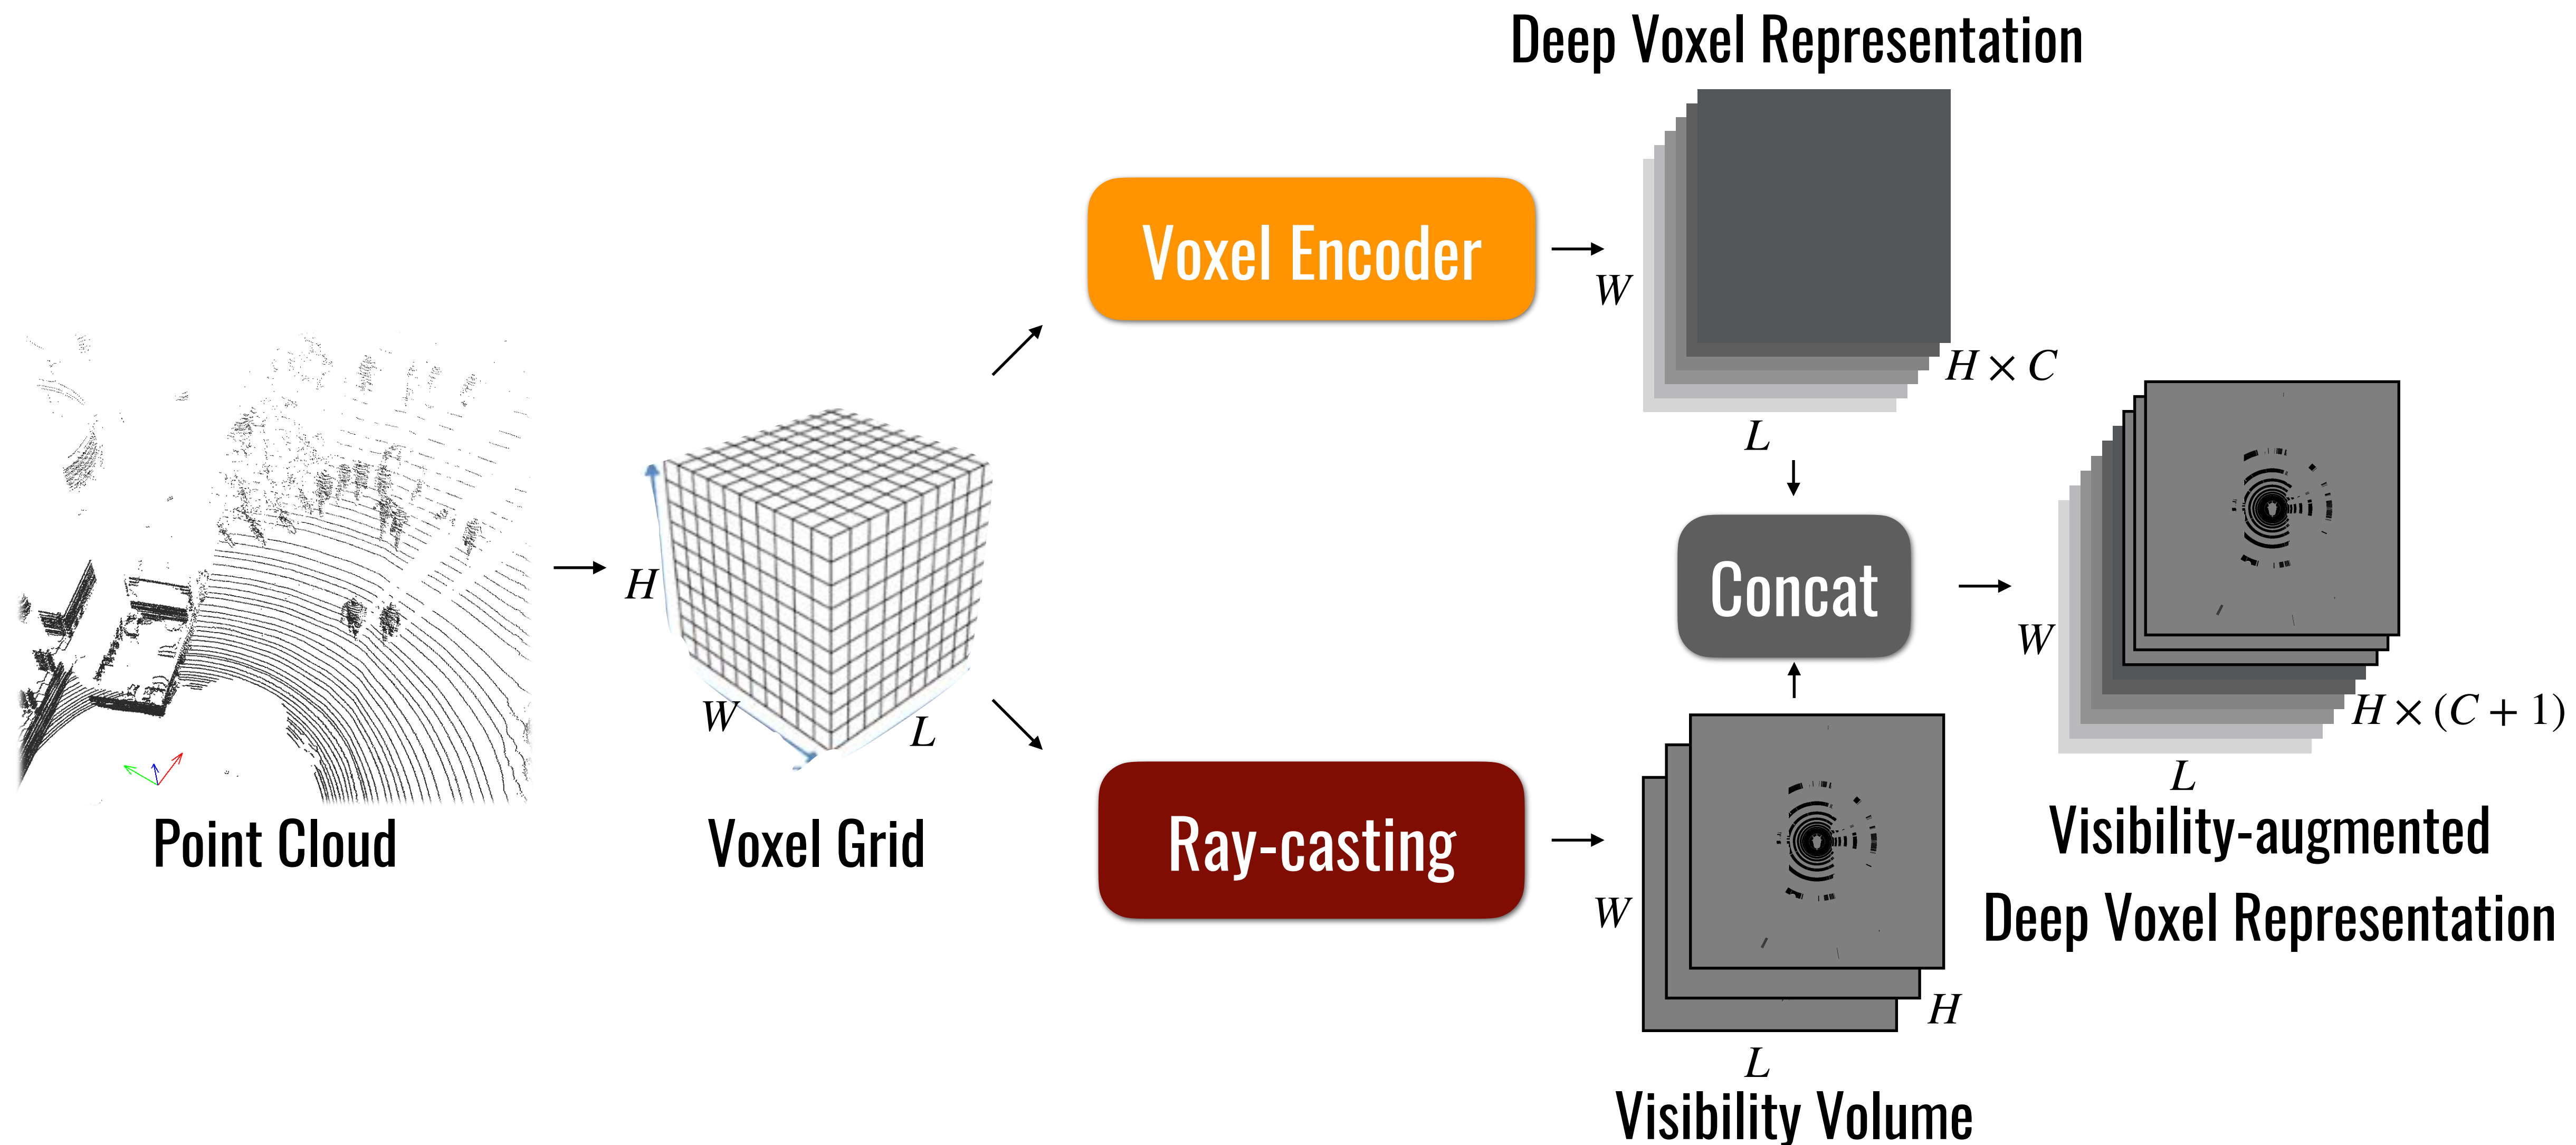 Deep Voxel Representation
Voxel Encoder
W
H × C
L
Concat
H
W
L
W
H × (C + 1)
L
Point Cloud
Voxel Grid
Ray-casting
Visibility-augmented
Deep Voxel Representation
W
H
L
Visibility Volume